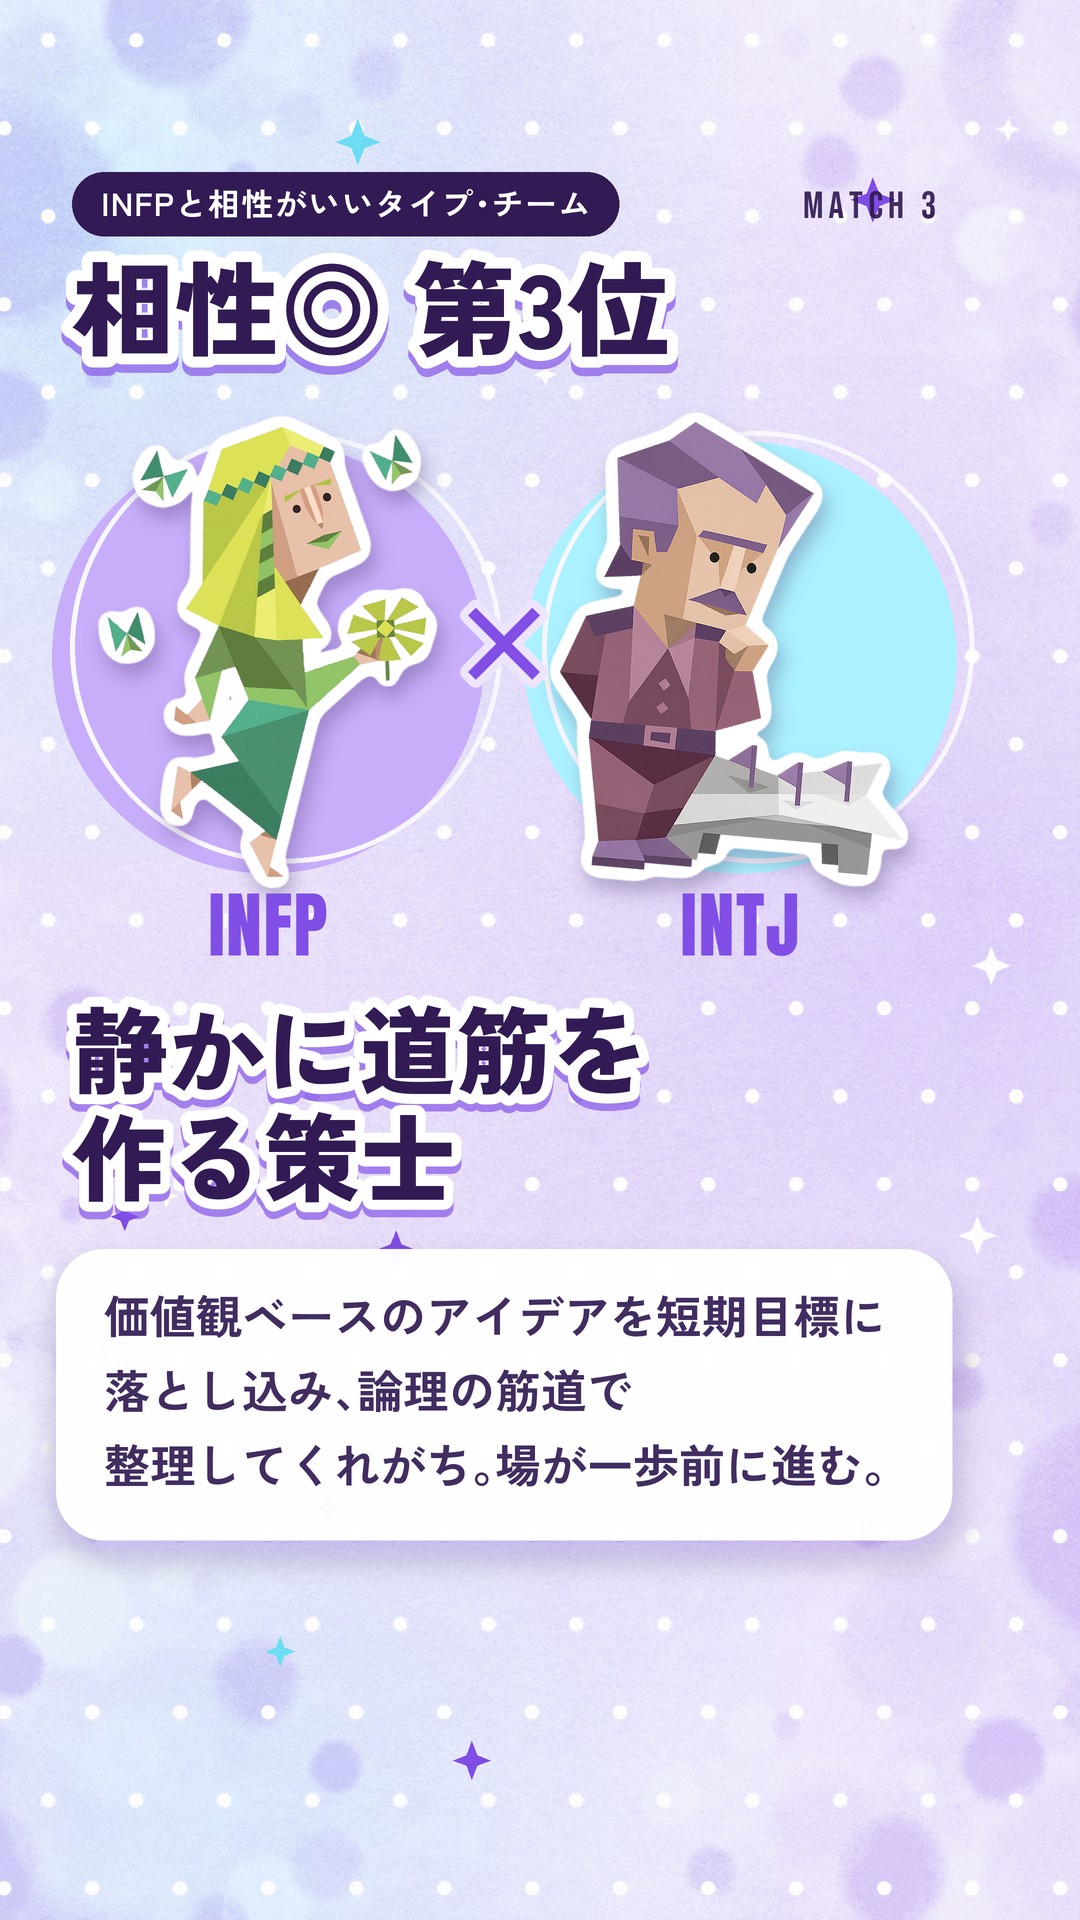 INFPと相性がいいタイプ・チーム
MATCH 3
相性◎ 第3位
INFP
INTJ
静かに道筋を
作る策士
価値観ベースのアイデアを短期目標に
落とし込み、論理の筋道で
整理してくれがち。場が一歩前に進む。